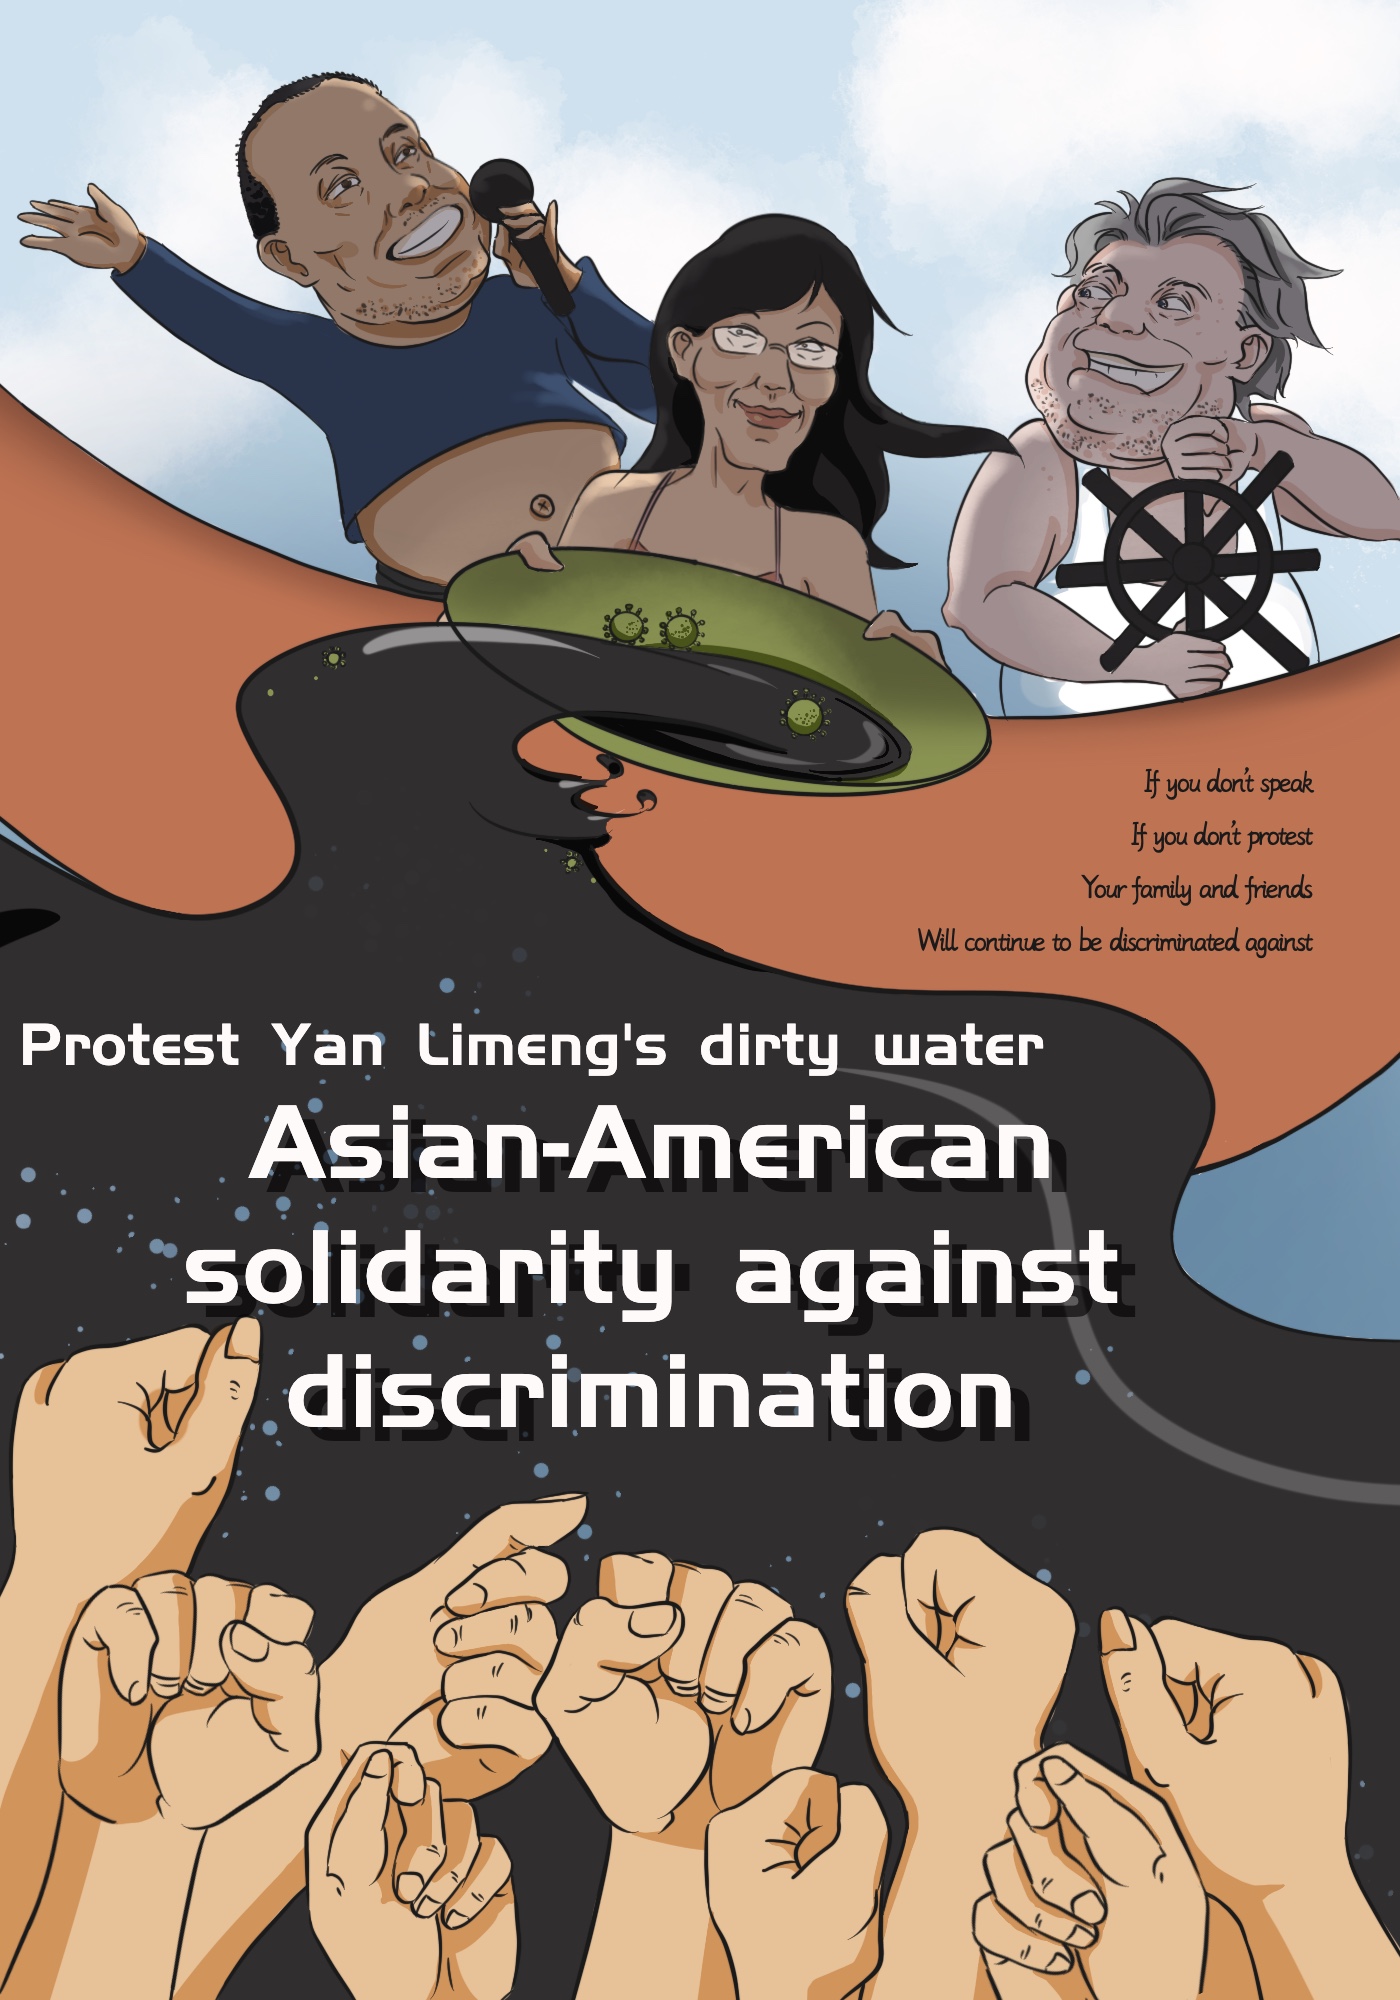 If you don't speak
If you don't protest
Your family and friends
Will continue to be discriminated against
Protest Yan Limeng's dirty water
Asian-American
solidarity against
discrimination